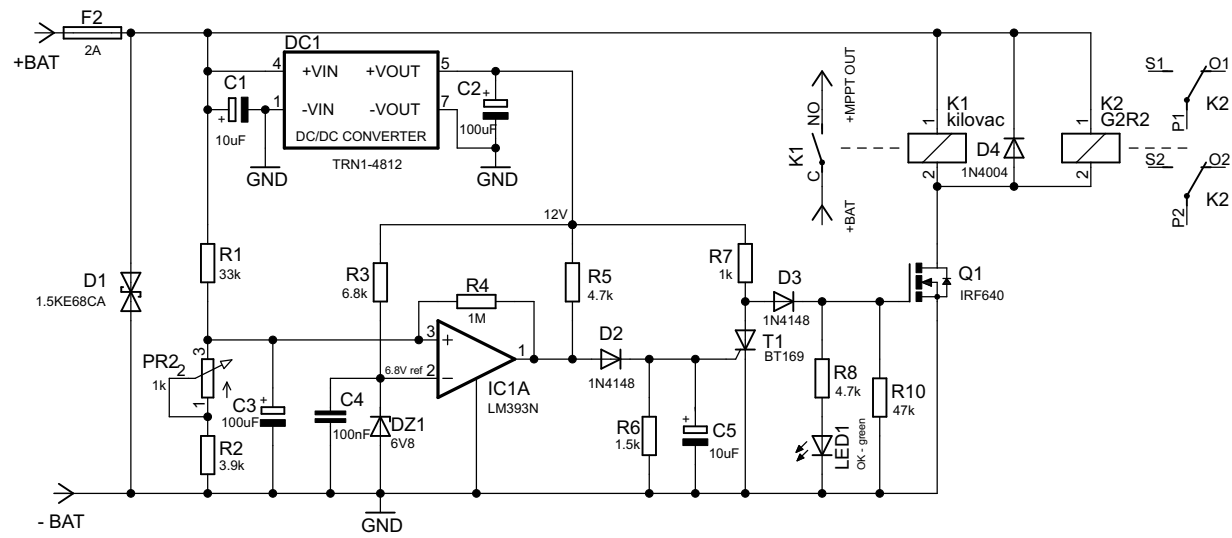 F2
2A
+BAT
DC1
4 +VIN +VOUT 5
1 -VIN -VOUT 7
DC/DC CONVERTER
TRN1-4812
C1
+
10uF
GND
C2
+
100uF
GND
K1
NO
C
+MPPT OUT
+BAT
K1
kilovac
1
2
D4
1N4004
K2
G2R2
1
2
S1
O1
P1
K2
S2
O2
P2
K2
12V
D1
1.5KE68CA
R1
33k
R3
6.8k
R4
1M
R5
4.7k
R7
1k
D3
1N4148
Q1
IRF640
PR2
1k
3
2
1
C3
+
100uF
R2
3.9k
C4
100nF
6.8V ref
DZ1
6V8
3 +
2 -
1
IC1A
LM393N
D2
1N4148
T1
BT169
R6
1.5k
C5
+
10uF
R8
4.7k
R10
47k
LED1
OK - green
- BAT
GND